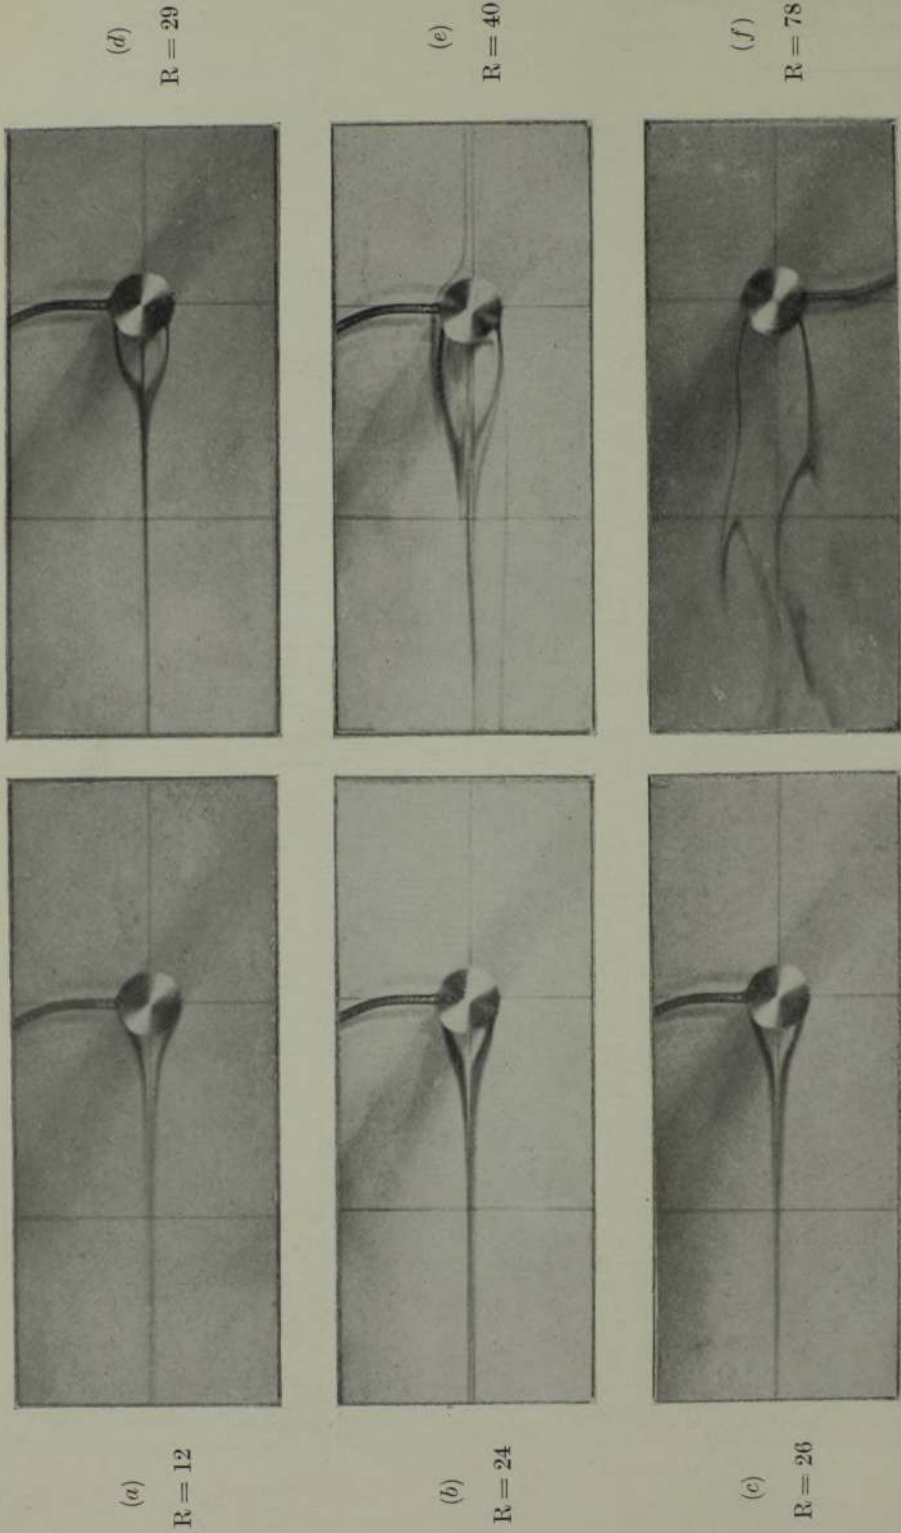 (a)
R = 12
(b)
R = 24
(c)
R = 26
(d)
R = 29
(e)
R = 40
(f)
R = 78